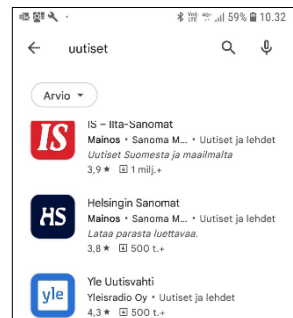 59% 10.32
uutiset
Arvio
IS
IS – Ilta-Sanomat
Mainos • Sanoma M... • Uutiset ja lehdet
Uutiset Suomesta ja maailmalta
3,9 ★ 1 milj.+
HS
Helsingin Sanomat
Mainos • Sanoma M... • Uutiset ja lehdet
Lataa parasta luettavaa.
3,8 ★ 500 t.+
yle
Yle Uutisvahti
Yleisradio Oy • Uutiset ja lehdet
4,3 ★ 500 t.+